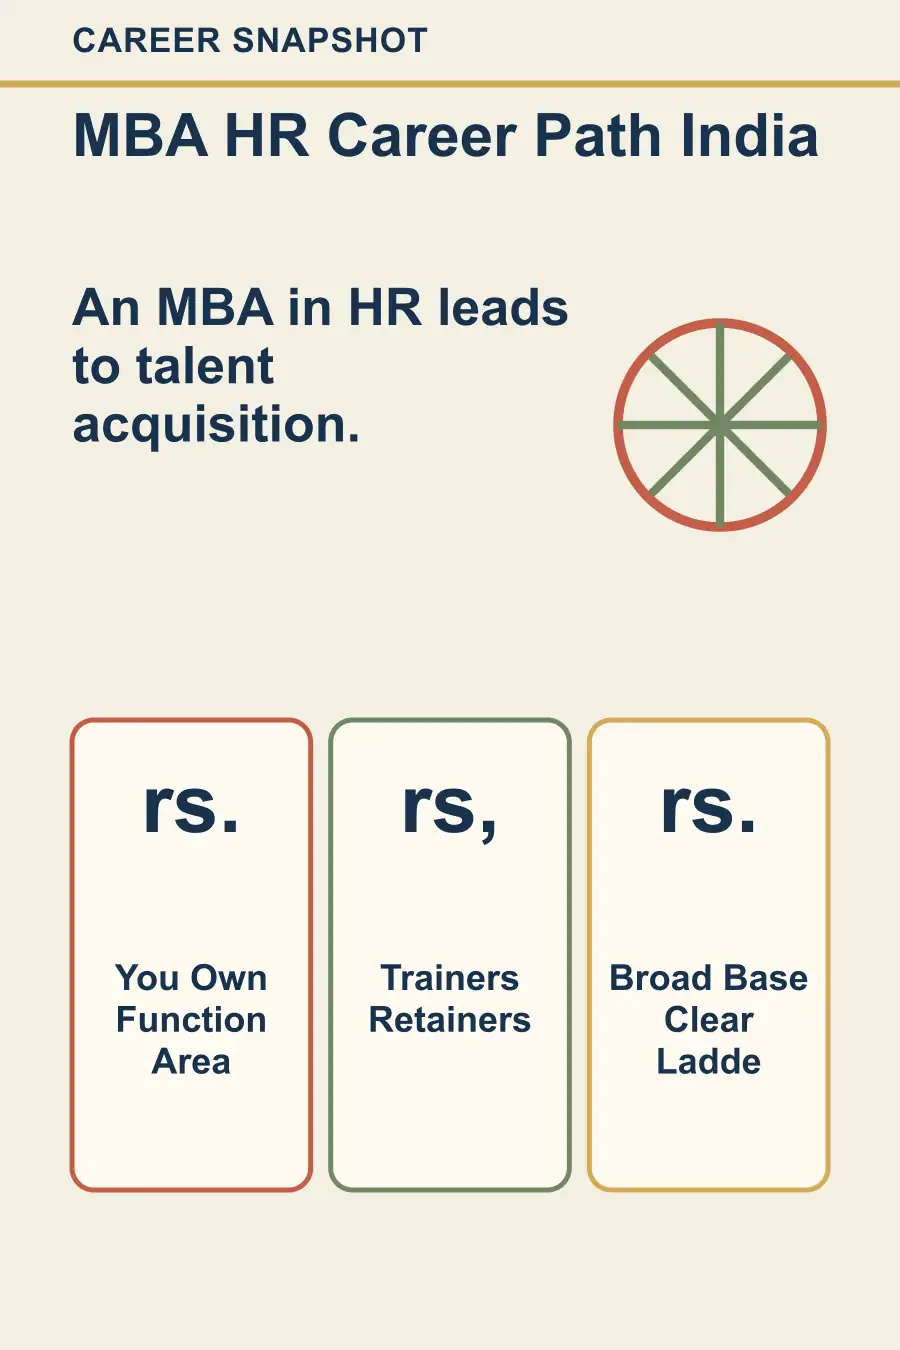 CAREER SNAPSHOT
MBA HR Career Path India
An MBA in HR leads
to talent
acquisition.
rs.
You Own
Function
Area
rs,
Trainers
Retainers
rs.
Broad Base
Clear
Ladde